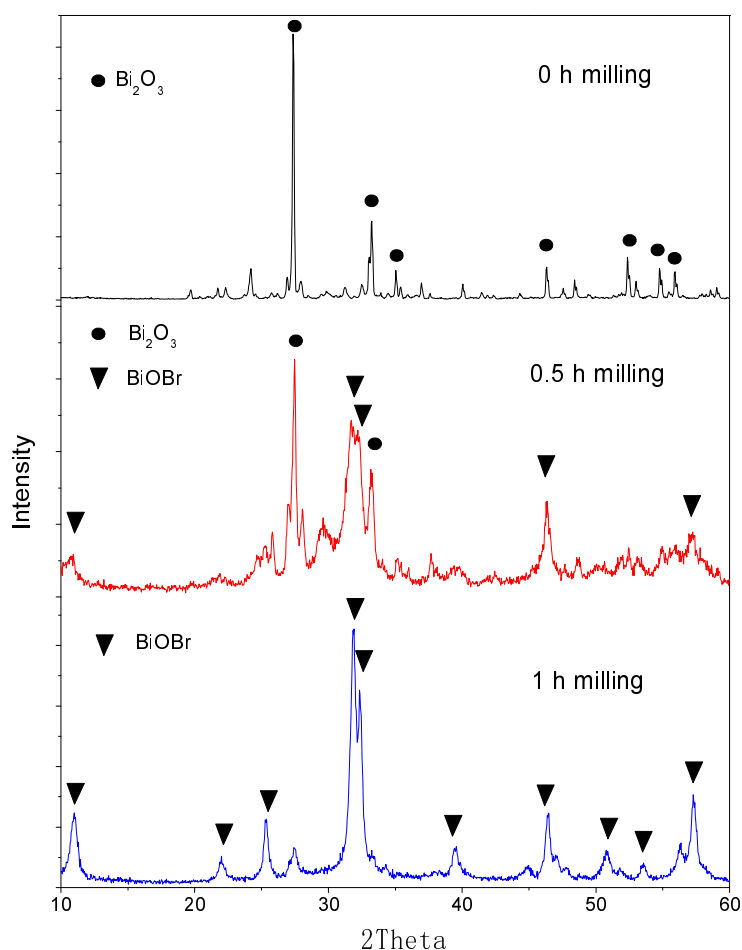 Bi₂O₃
0 h milling
Bi₂O₃
BiOBr
0.5 h milling
Intensity
BiOBr
1 h milling
10 20 30 40 50 60
2Theta